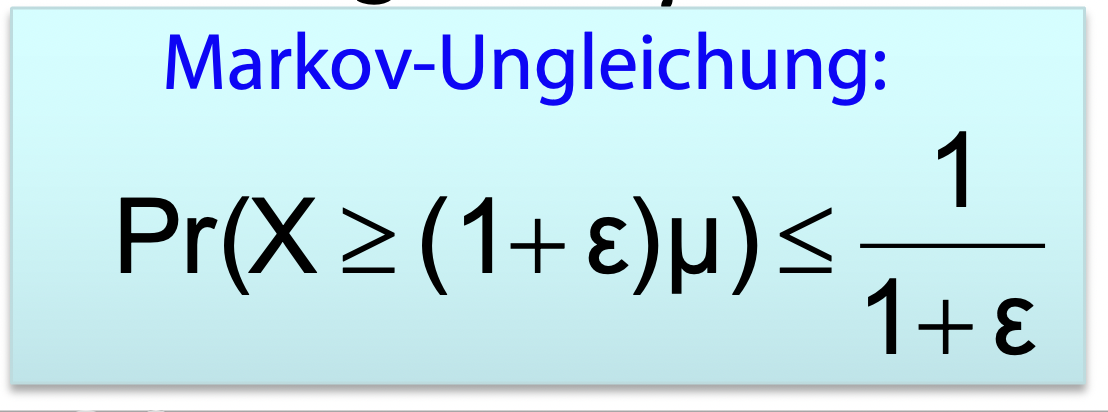 Markov-Ungleichung:
Pr(X ≥ (1+ ε)μ) ≤ 1/(1+ ε)